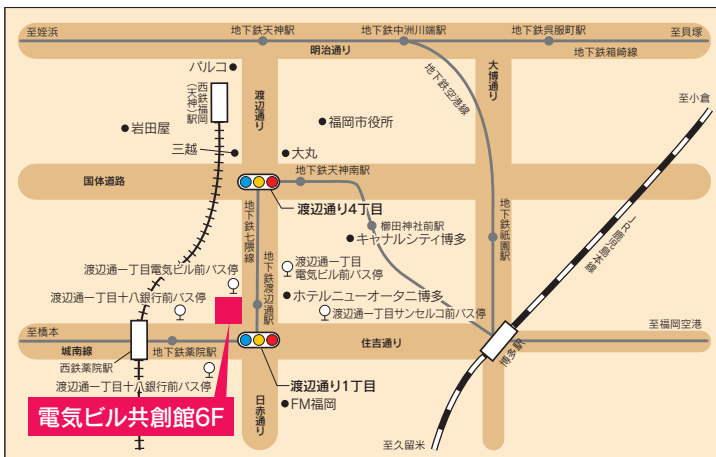 至姪浜
地下鉄天神駅
地下鉄中洲川端駅
地下鉄呉服町駅
至貝塚
明治通り
地下鉄箱崎線
パルコ
西鉄福岡
(天神)駅
渡辺通り
地下鉄空港線
大博通り
至小倉
岩田屋
福岡市役所
三越
大丸
国体道路
地下鉄天神南駅
渡辺通り4丁目
地下鉄七隈線
櫛田神社前駅
キャナルシティ博多
地下鉄祇園駅
JR鹿児島本線
渡辺通一丁目電気ビル前バス停
地下鉄渡辺通駅
渡辺通一丁目
電気ビル前バス停
渡辺通一丁目十八銀行前バス停
ホテルニューオータニ博多
渡辺通一丁目サンセルコ前バス停
至橋本
至福岡空港
城南線
地下鉄薬院駅
住吉通り
博多駅
西鉄薬院駅
渡辺通一丁目十八銀行前バス停
渡辺通り1丁目
電気ビル共創館6F
日赤通り
FM福岡
至久留米